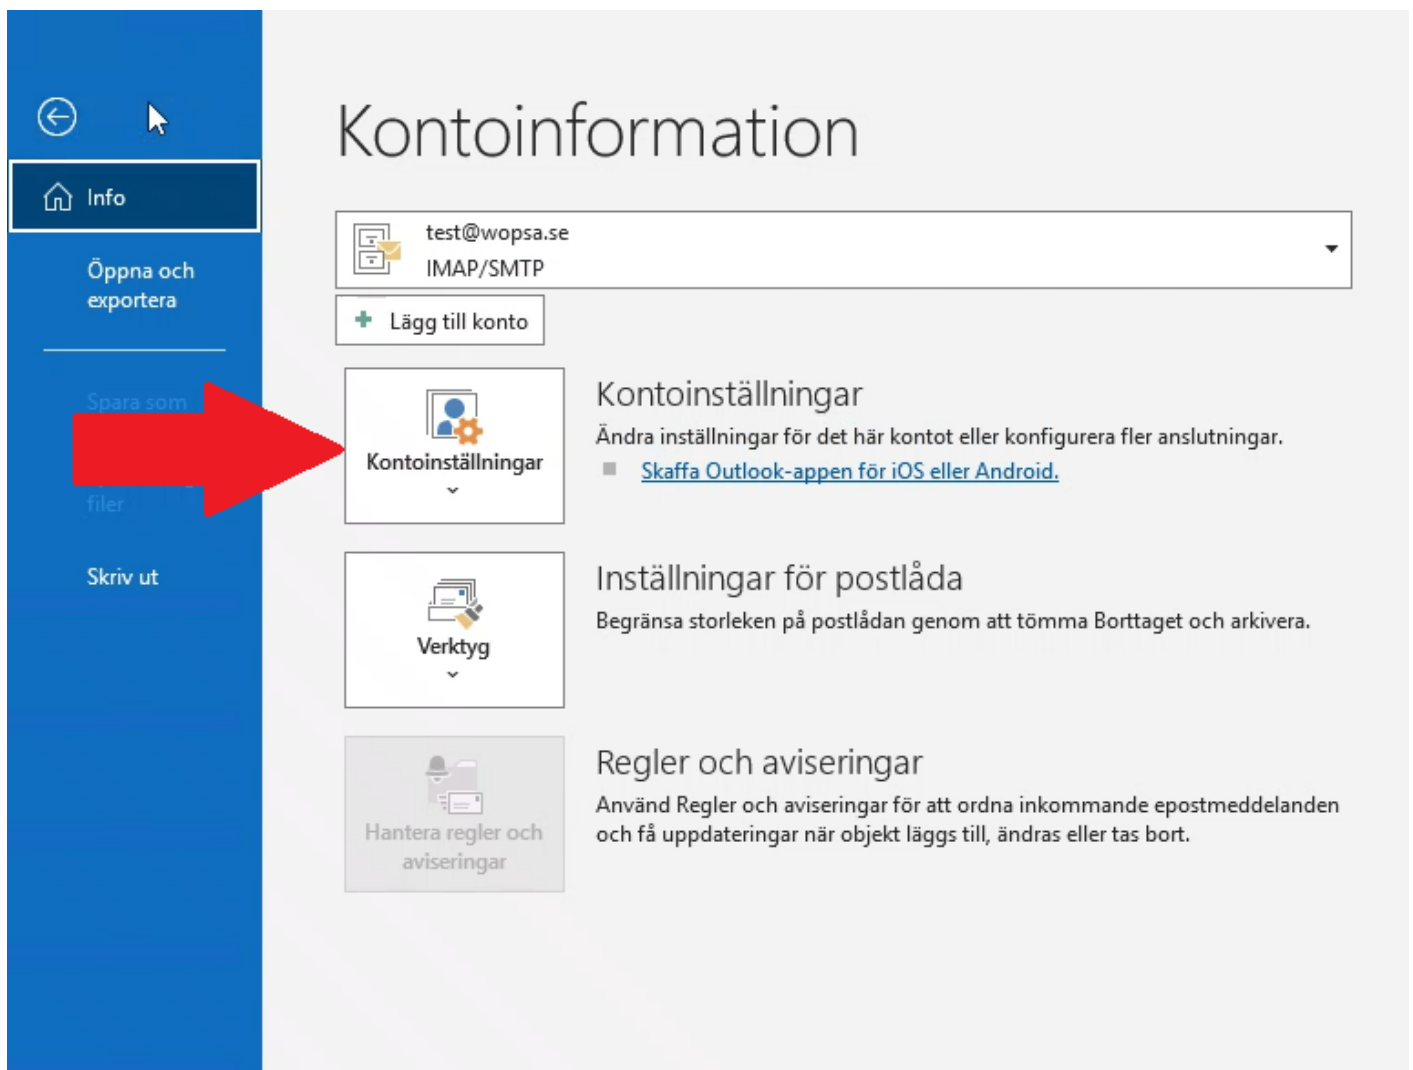 Kontoinformation
Info
test@wopsa.se
IMAP/SMTP
Öppna och
exportera
Lägg till konto
Spara som
Kontoinställningar
Kontoinställningar
Ändra inställningar för det här kontot eller konfigurera fler anslutningar.
Skaffa Outlook-appen för iOS eller Android.
filer
Skriv ut
Verktyg
Inställningar för postlåda
Begränsa storleken på postlådan genom att tömma Borttaget och arkivera.
Hantera regler och
aviseringar
Regler och aviseringar
Använd Regler och aviseringar för att ordna inkommande epostmeddelanden
och få uppdateringar när objekt läggs till, ändras eller tas bort.